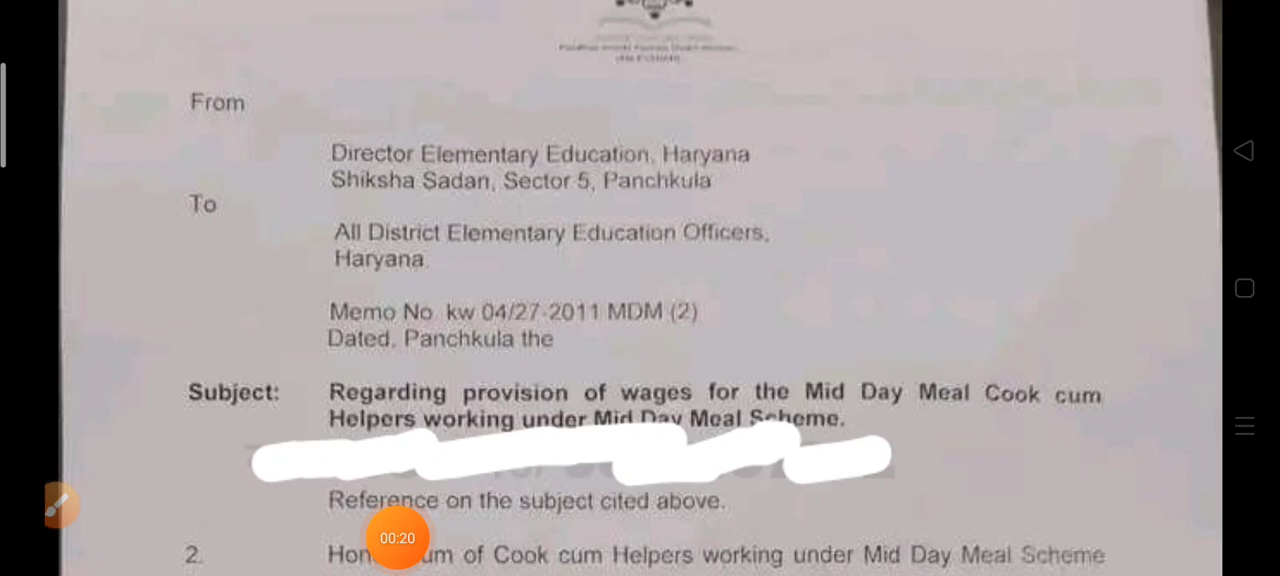 From
Director Elementary Education, Haryana
Shiksha Sadan, Sector 5, Panchkula
To
All District Elementary Education Officers,
Haryana
Memo No kw 04/27-2011 MDM (2)
Dated, Panchkula the
Subject: Regarding provision of wages for the Mid Day Meal Cook cum
Helpers working under Mid Day Meal Scheme.
Reference on the subject cited above.
00:20
2. of Cook cum Helpers working under Mid Day Meal Scheme